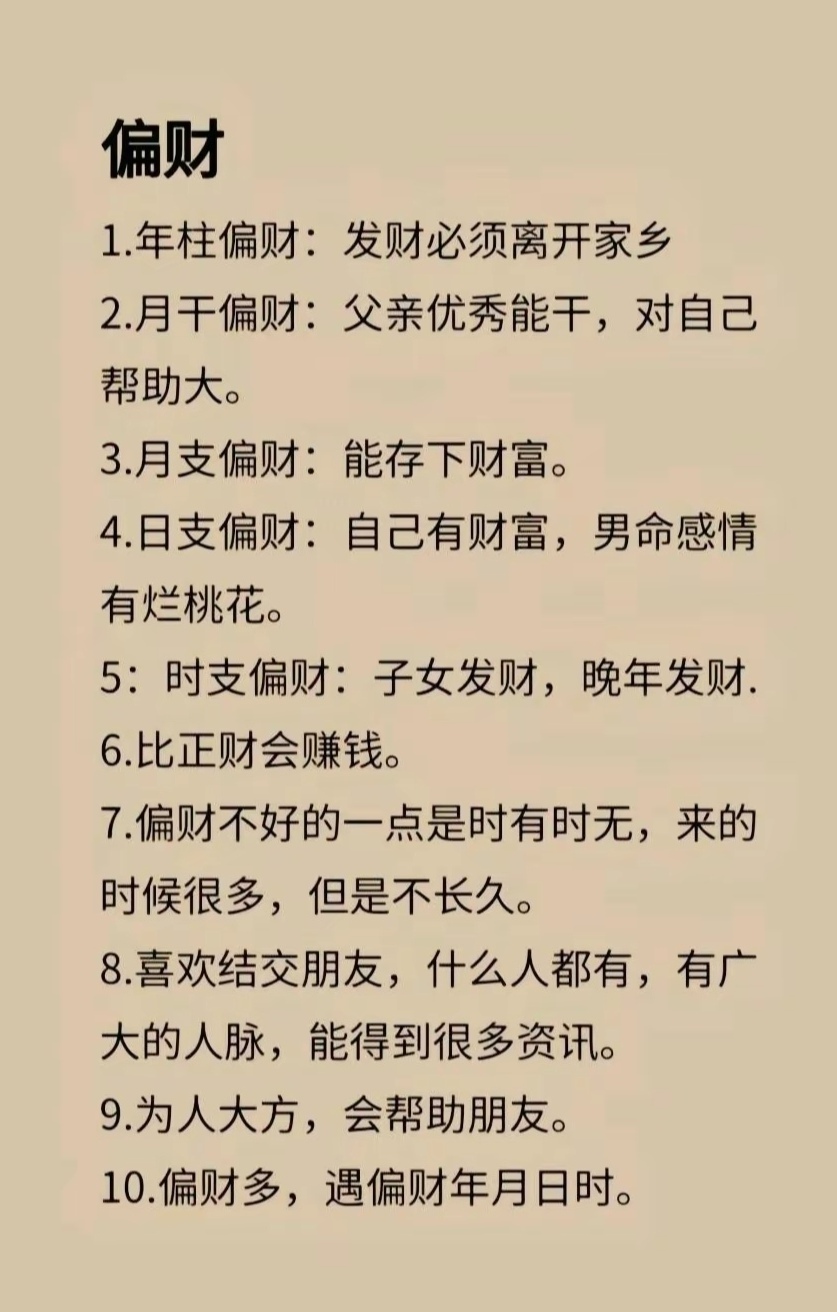 偏财
1.年柱偏财：发财必须离开家乡
2.月干偏财：父亲优秀能干，对自己
帮助大。
3.月支偏财：能存下财富。
4.日支偏财：自己有财富，男命感情
有烂桃花。
5：时支偏财：子女发财，晚年发财.
6.比正财会赚钱。
7.偏财不好的一点是时有时无，来的
时候很多，但是不长久。
8.喜欢结交朋友，什么人都有，有广
大的人脉，能得到很多资讯。
9.为人大方，会帮助朋友。
10.偏财多，遇偏财年月日时。